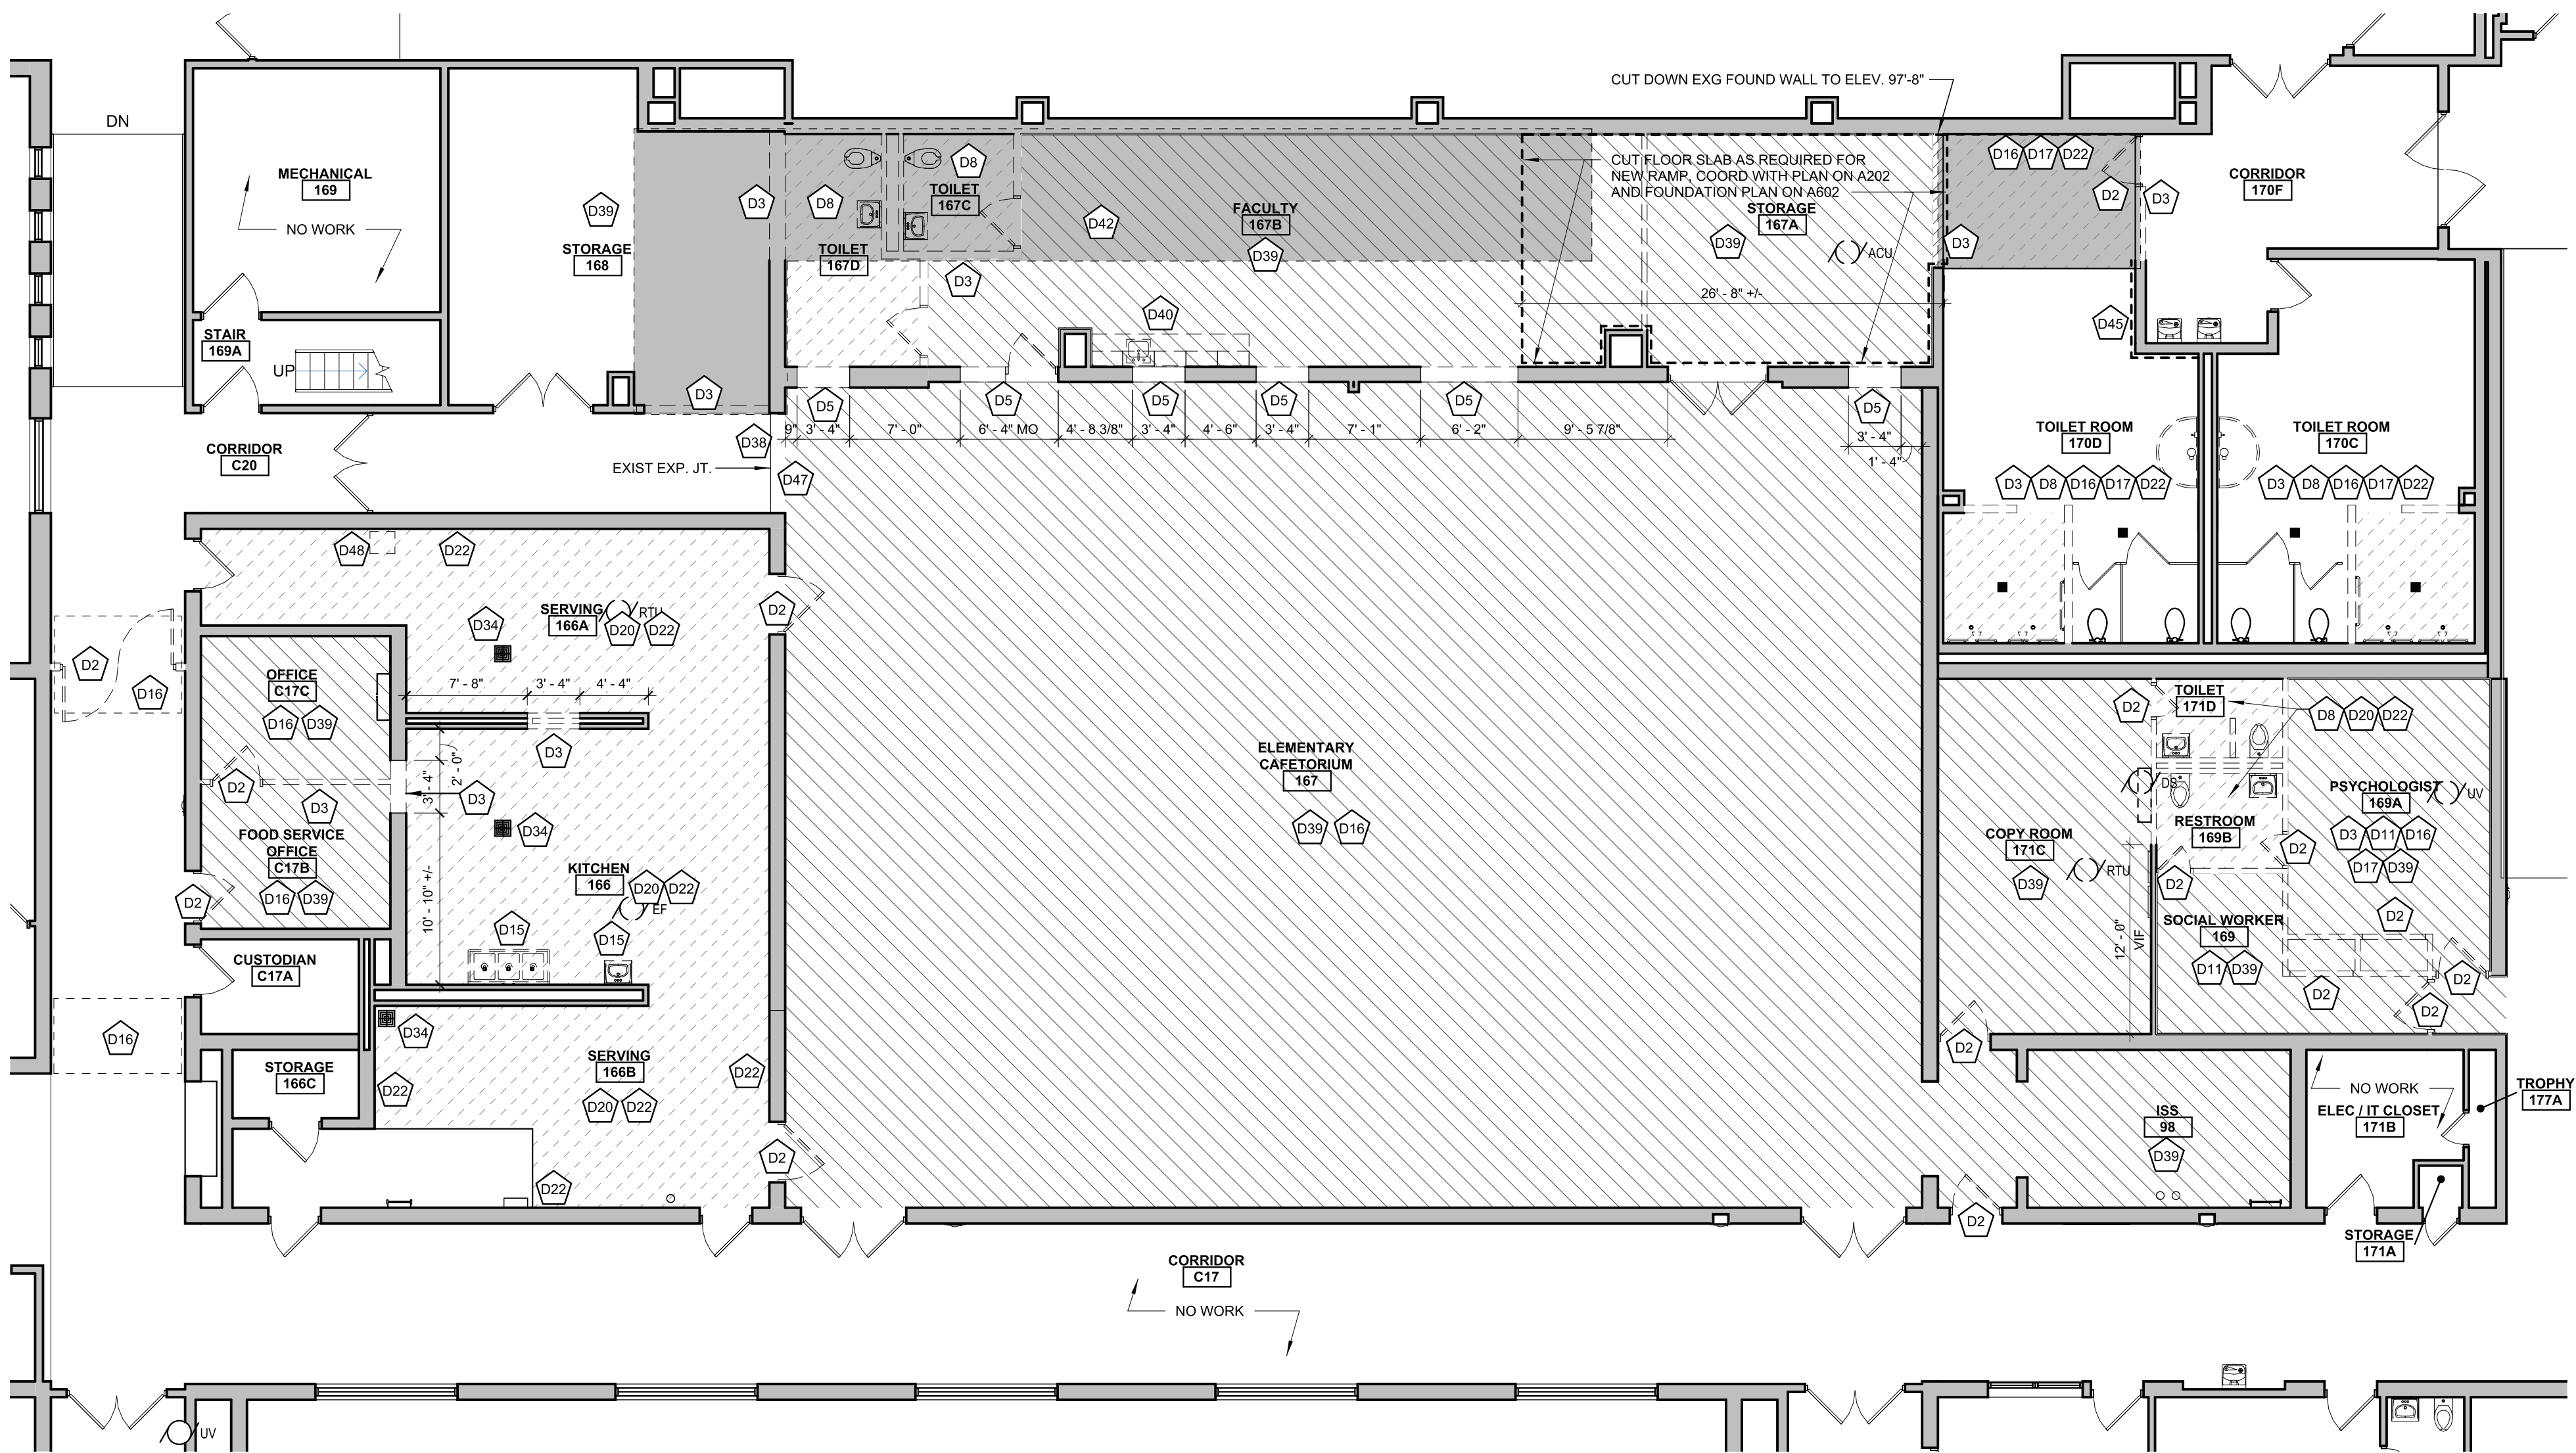 CUT DOWN EXG FOUND WALL TO ELEV. 97'-8"
DN
MECHANICAL
169
NO WORK
D39
STORAGE
168
D3
D3
D8
D8
TOILET
167C
TOILET
167D
D3
D42
FACULTY
167B
D39
CUT FLOOR SLAB AS REQUIRED FOR
NEW RAMP, COORD WITH PLAN ON A202
AND FOUNDATION PLAN ON A602
STORAGE
167A
D39
ACU
26' - 8" +/-
D16
D17
D22
D2
D3
D3
CORRIDOR
170F
STAIR
169A
UP
D40
D45
D5
D5
D5
D5
D5
D5
9"
3' - 4"
7' - 0"
6' - 4" MO
4' - 8 3/8"
3' - 4"
4' - 6"
3' - 4"
7' - 1"
6' - 2"
9' - 5 7/8"
3' - 4"
1' - 4"
CORRIDOR
C20
D38
EXIST EXP. JT.
D47
TOILET ROOM
170D
D3
D8
D16
D17
D22
TOILET ROOM
170C
D3
D8
D16
D17
D22
D48
D22
D34
SERVING
166A
RTU
D20
D22
D2
D2
D16
OFFICE
C17C
D16
D39
7' - 8"
3' - 4"
4' - 4"
D3
D2
D3
3' - 4"
2' - 0"
D3
D34
FOOD SERVICE
OFFICE
C17B
D16
D39
D2
10' - 10" +/-
KITCHEN
166
D20
D22
EF
D15
D15
ELEMENTARY
CAFETORIUM
167
D39
D16
D2
TOILET
171D
D8
D20
D22
DS
PSYCHOLOGIST
169A
UV
D3
D11
D16
D17
D39
RESTROOM
169B
D2
COPY ROOM
171C
RTU
D39
D2
12' - 0"
VIF
SOCIAL WORKER
169
D11
D39
D2
D2
D2
D2
CUSTODIAN
C17A
D34
D16
STORAGE
166C
D22
SERVING
166B
D20
D22
D22
D22
D2
D2
ISS
98
D39
D2
NO WORK
ELEC / IT CLOSET
171B
TROPHY
177A
STORAGE
171A
CORRIDOR
C17
NO WORK
UV